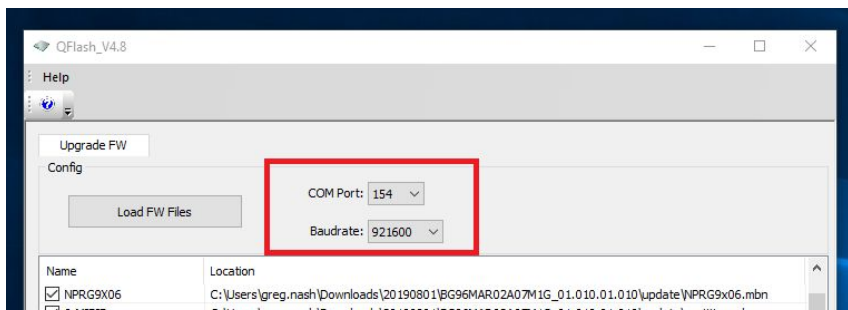 QFlash_V4.8
Help
Upgrade FW
Config
COM Port: 154
Load FW Files
Baudrate: 921600
Name Location
NPRG9X06 C:\Users\greg.nash\Downloads\20190801\BG96MAR02A07M1G_01.010.01.010\update\NPRG9x06.mbn